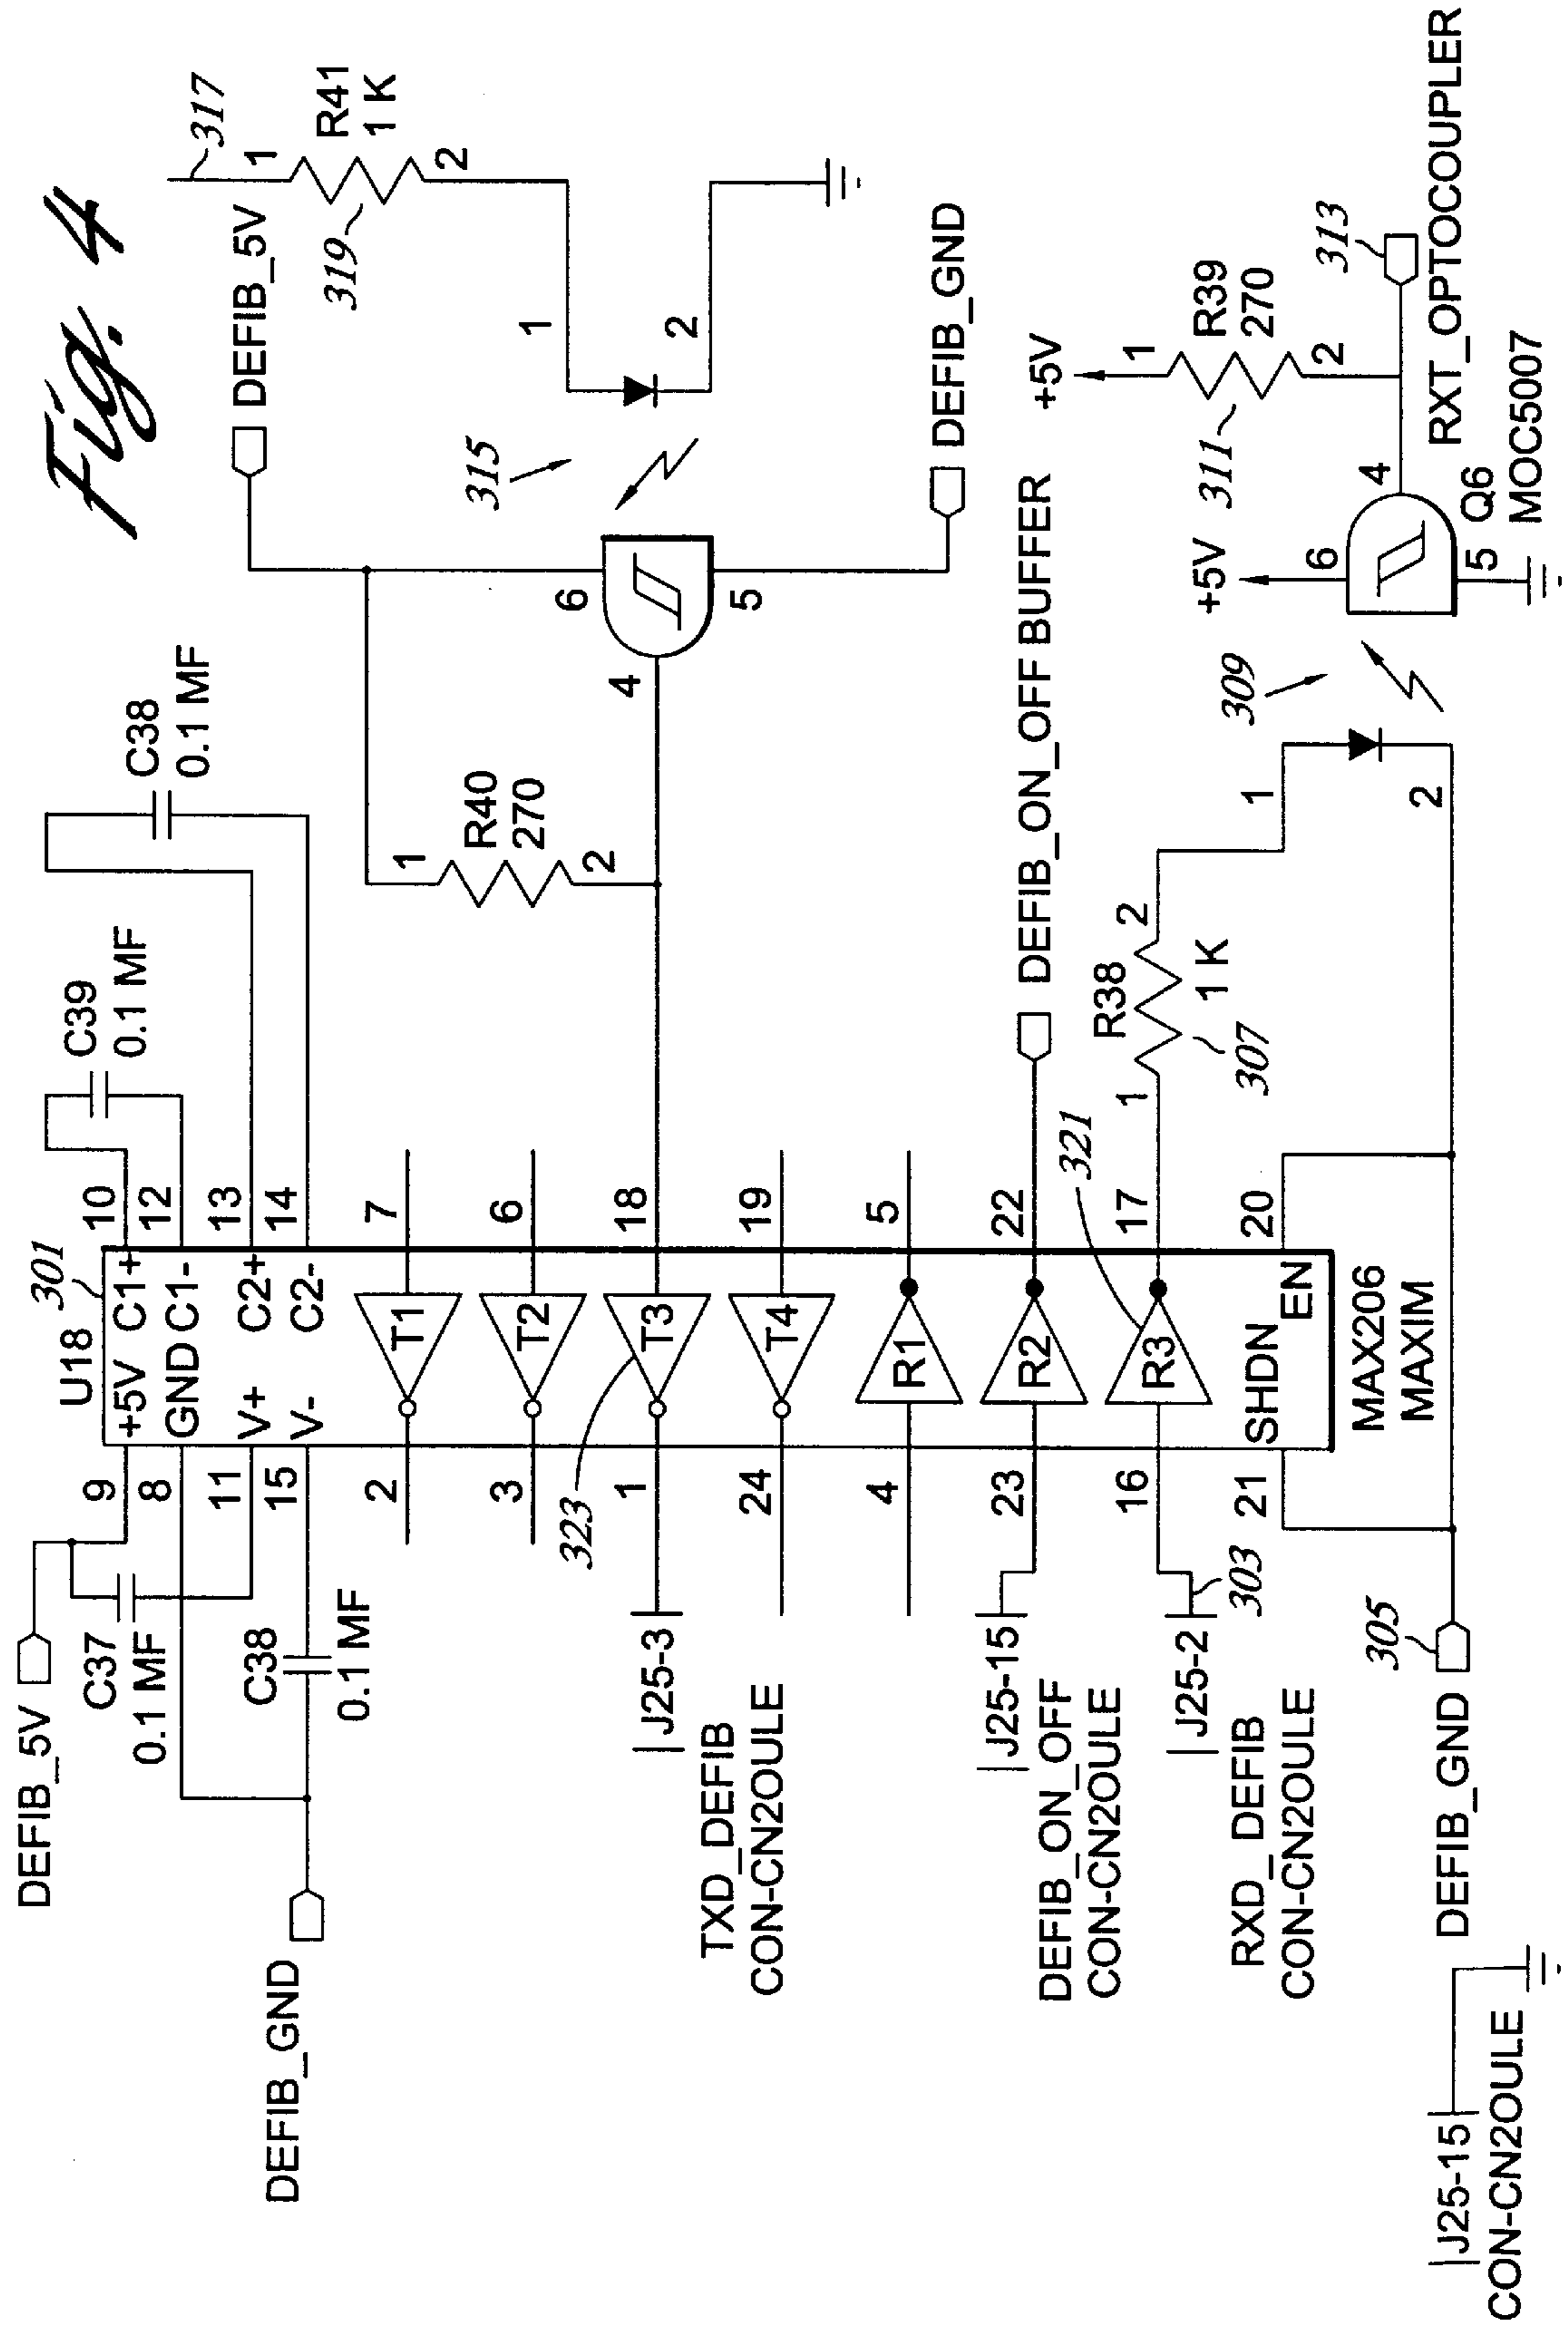 Fig. 4
DEFIB_5V
C37
0.1 MF
DEFIB_GND
C38
0.1 MF
U18
301
+5V
GND
V+
V-
C1+
C1-
C2+
C2-
9
8
11
15
10
12
13
14
C39
0.1 MF
C38
0.1 MF
T1
2
7
T2
3
6
T3
323
1
18
T4
24
19
R1
4
5
R2
23
22
R3
321
16
17
SHDN
EN
21
20
MAX206
MAXIM
J25-3
TXD_DEFIB
CON-CN2OULE
J25-15
DEFIB_ON_OFF
CON-CN2OULE
J25-2
303
RXD_DEFIB
CON-CN2OULE
305
DEFIB_GND
J25-15
CON-CN2OULE
1
R40
270
2
4
6
5
DEFIB_5V
DEFIB_GND
315
317
1
R41
1 K
2
319
1
2
DEFIB_ON_OFF BUFFER
1
R38
1 K
2
307
1
2
309
+5V
6
5
4
Q6
MOC5007
+5V
1
R39
270
2
311
313
RXT_OPTOCOUPLER